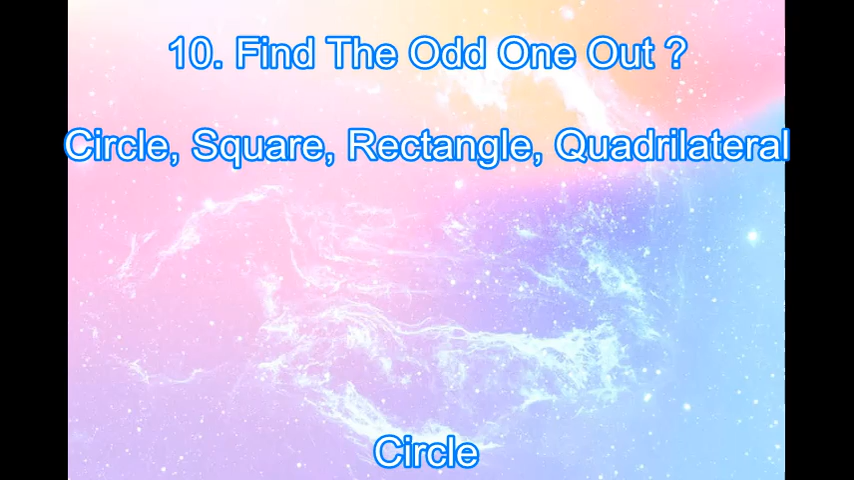 10. Find The Odd One Out ?
Circle, Square, Rectangle, Quadrilateral
Circle